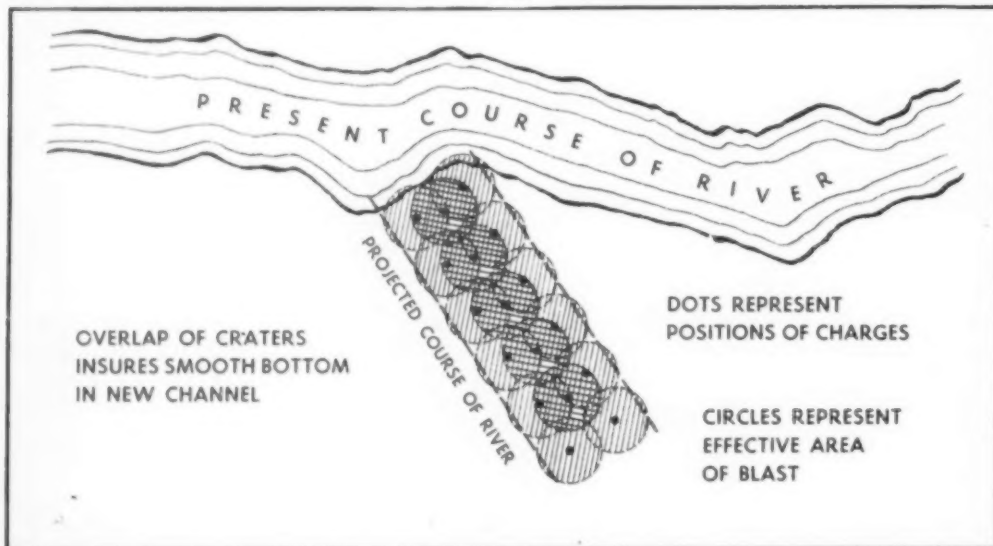 PRESENT COURSE OF RIVER
PROJECTED COURSE OF RIVER
OVERLAP OF CRATERS
INSURES SMOOTH BOTTOM
IN NEW CHANNEL
DOTS REPRESENT
POSITIONS OF CHARGES
CIRCLES REPRESENT
EFFECTIVE AREA
OF BLAST